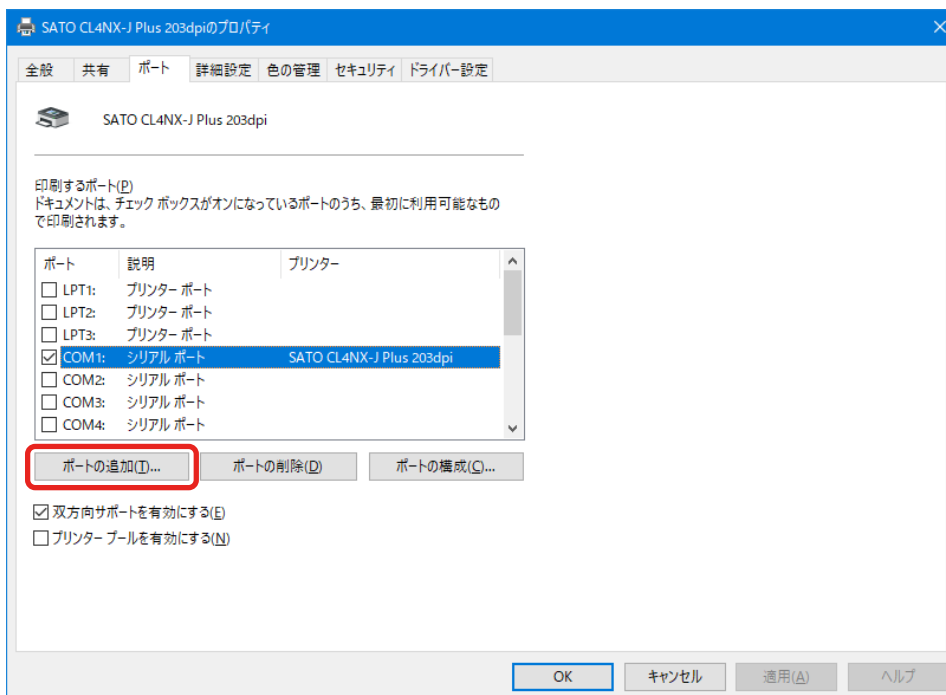 SATO CL4NX-J Plus 203dpiのプロパティ
全般 共有 ポート 詳細設定 色の管理 セキュリティ ドライバー設定
SATO CL4NX-J Plus 203dpi
印刷するポート(P)
ドキュメントは、チェック ボックスがオンになっているポートのうち、最初に利用可能なもの
で印刷されます。
ポート 説明 プリンター
LPT1: プリンター ポート
LPT2: プリンター ポート
LPT3: プリンター ポート
COM1: シリアル ポート SATO CL4NX-J Plus 203dpi
COM2: シリアル ポート
COM3: シリアル ポート
COM4: シリアル ポート
ポートの追加(T)... ポートの削除(D) ポートの構成(C)...
双方向サポートを有効にする(E)
プリンター プールを有効にする(N)
OK キャンセル 適用(A) ヘルプ